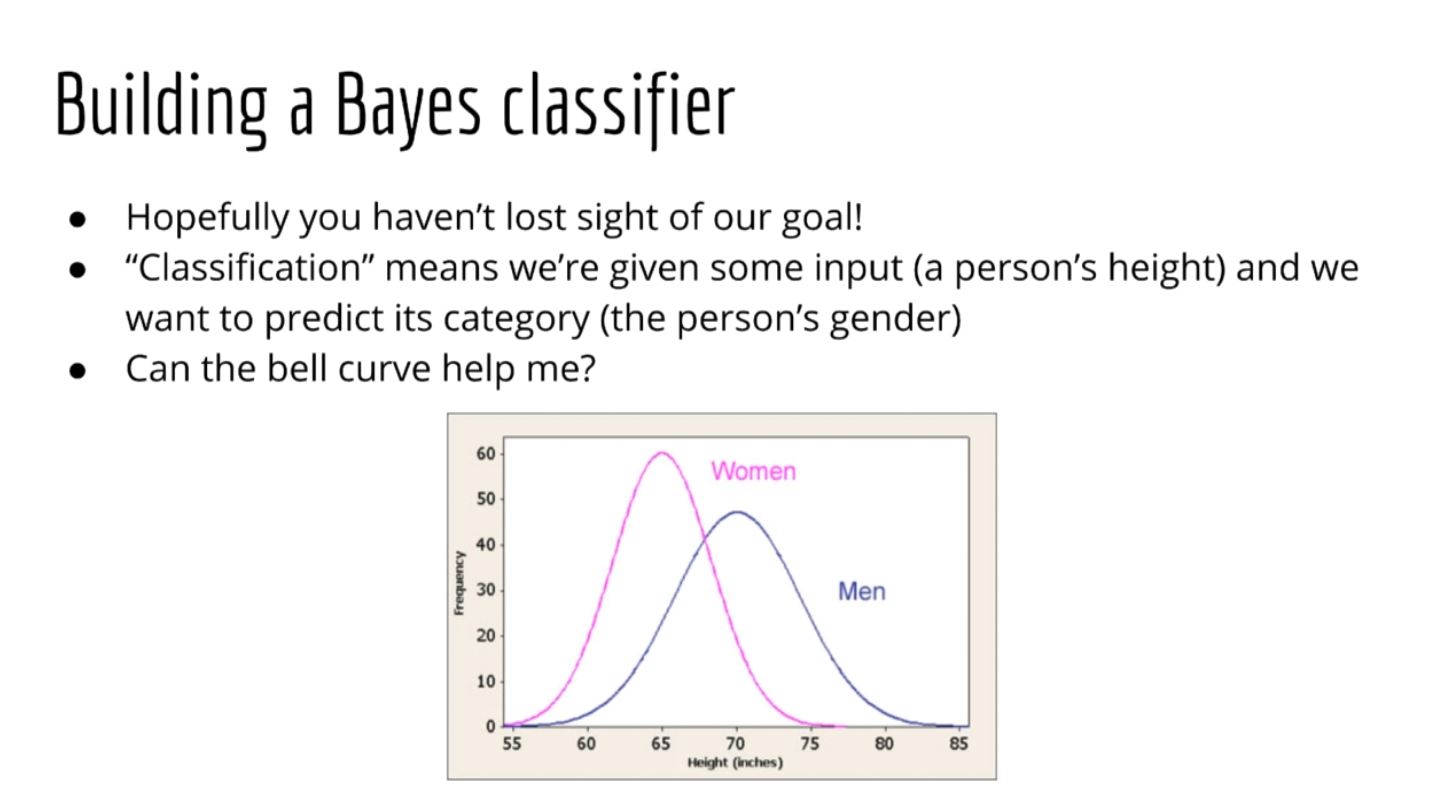 Building a Bayes classifier
● Hopefully you haven’t lost sight of our goal!
● “Classification” means we’re given some input (a person’s height) and we
want to predict its category (the person’s gender)
● Can the bell curve help me?
60
50
40
30
20
10
0
Frequency
Women
Men
55 60 65 70 75 80 85
Height (inches)